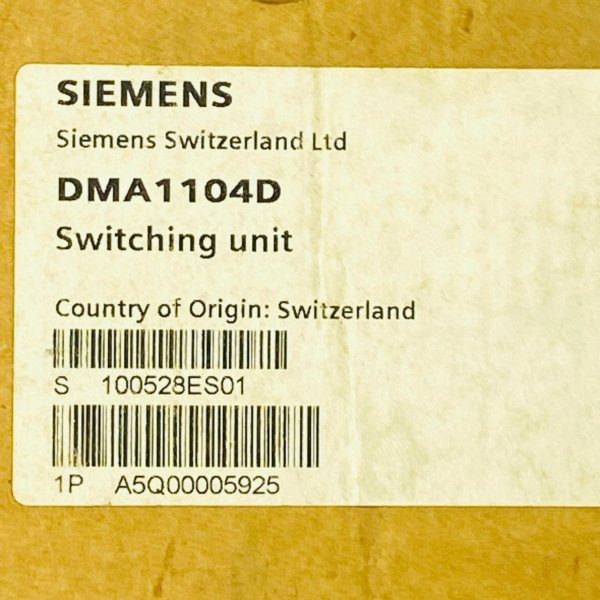 SIEMENS
Siemens Switzerland Ltd
DMA1104D
Switching unit
Country of Origin: Switzerland
S 100528ES01
1P A5Q00005925